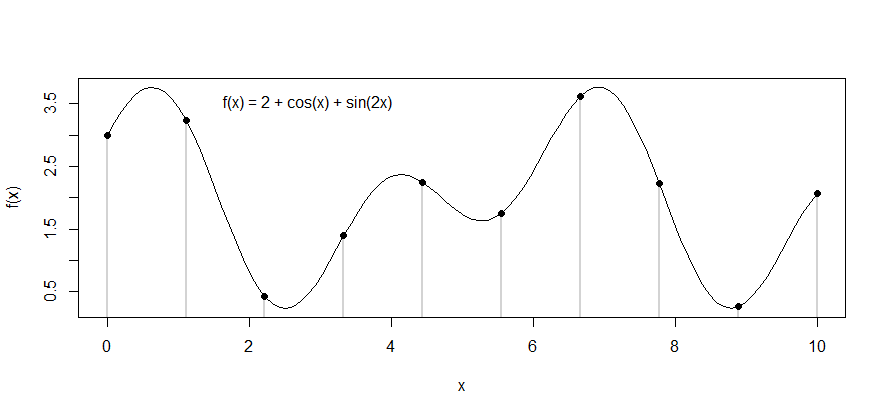 f(x) = 2 + cos(x) + sin(2x)
3.5
2.5
1.5
0.5
f(x)
0 2 4 6 8 10
x